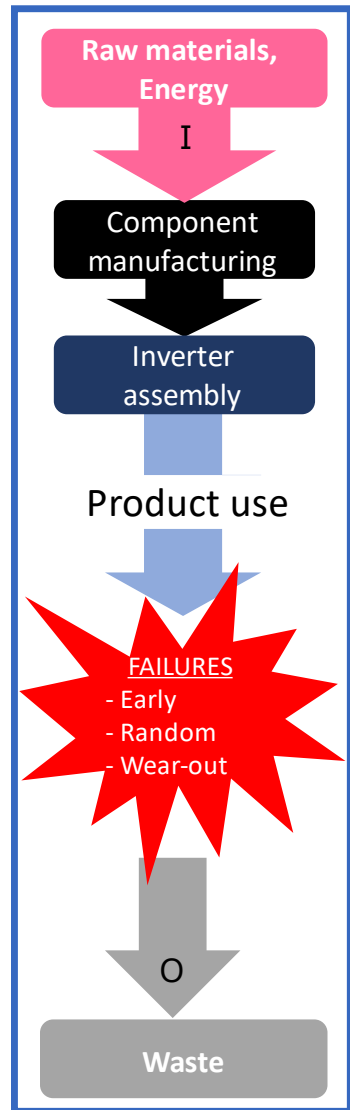 Raw materials,
Energy
I
Component
manufacturing
Inverter
assembly
Product use
FAILURES
- Early
- Random
- Wear-out
O
Waste